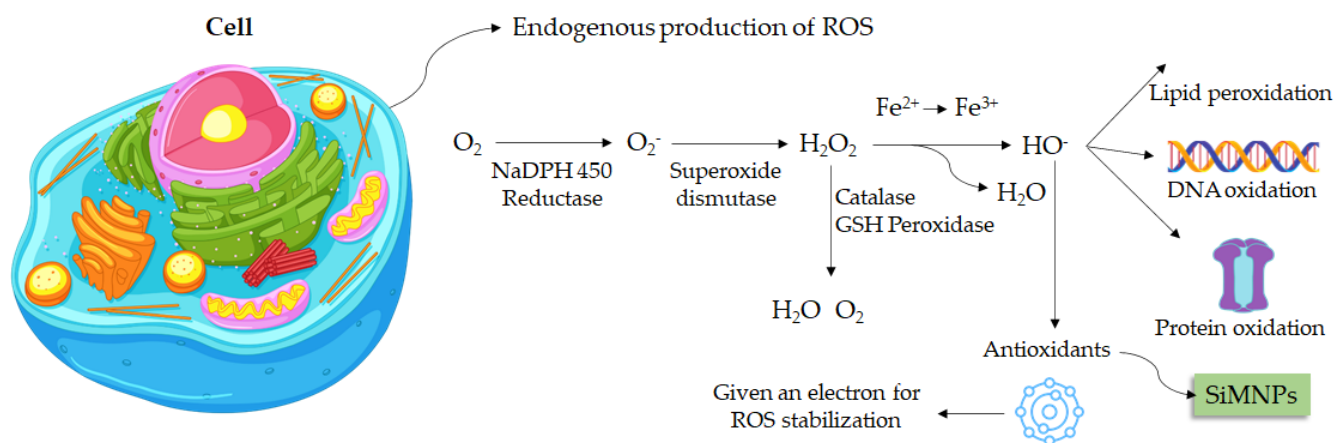 Cell
Endogenous production of ROS
Fe²⁺ → Fe³⁺
O₂
NaDPH 450
Reductase
O₂⁻
Superoxide
dismutase
H₂O₂
HO⁻
H₂O
Catalase
GSH Peroxidase
H₂O O₂
Lipid peroxidation
DNA oxidation
Protein oxidation
Antioxidants
SiMNPs
Given an electron for
ROS stabilization